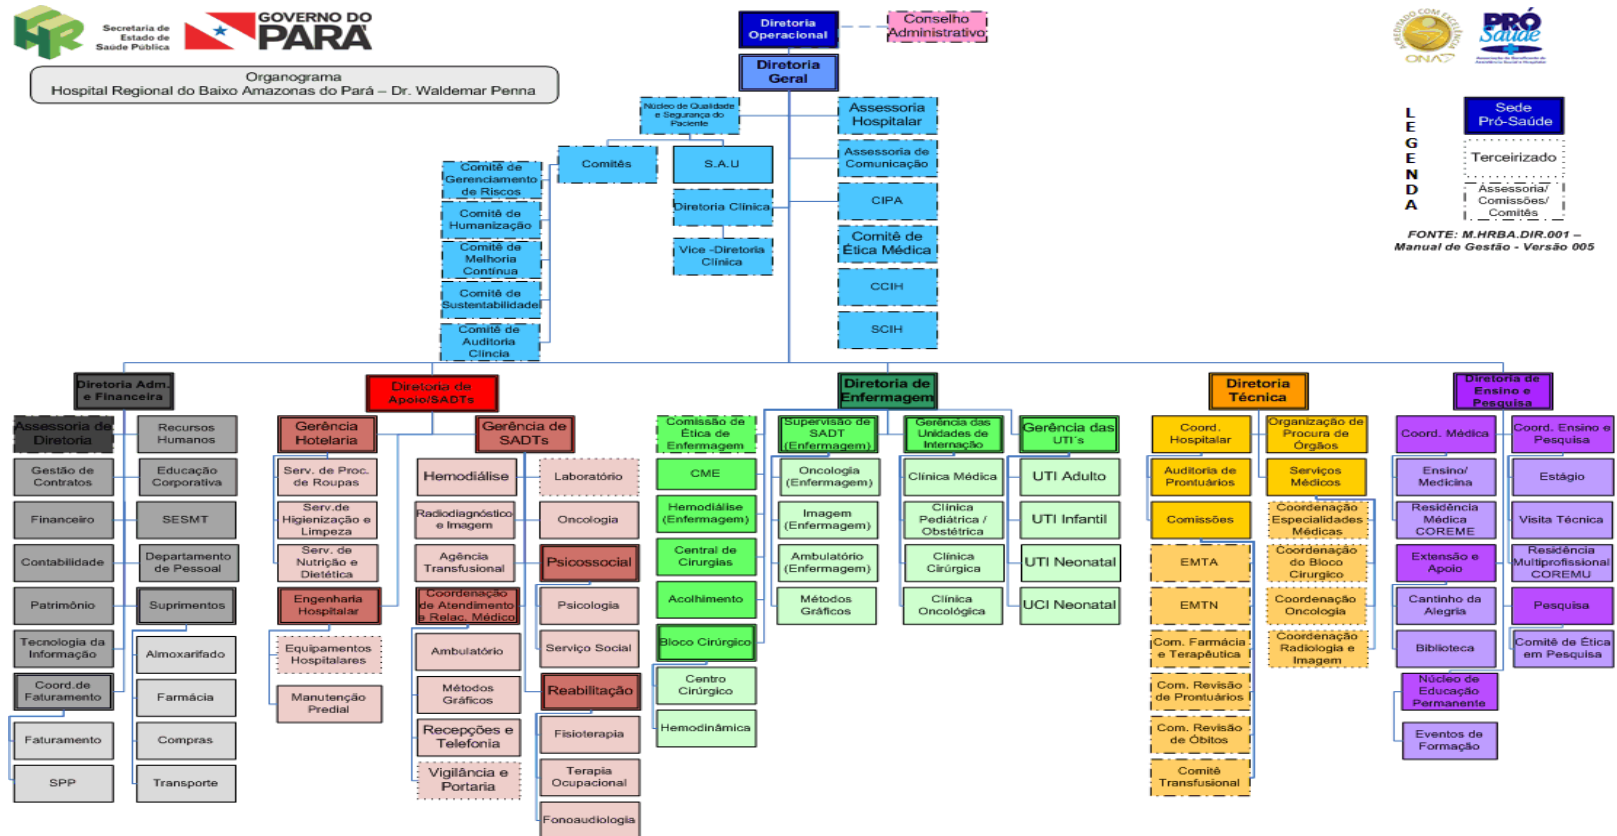 Secretaria de
Estado de
Saúde Pública
GOVERNO DO
PARÁ
Organograma
Hospital Regional do Baixo Amazonas do Pará – Dr. Waldemar Penna
Diretoria
Operacional
Conselho
Administrativo
Diretoria
Geral
ACREDITADO COM EXCELÊNCIA
ONA
PRÓ
Saúde
LEGENDA
Sede
Pró-Saúde
Terceirizado
Assessoria/
Comissões/
Comitês
FONTE: M.HRBA.DIR.001 –
Manual de Gestão - Versão 005
Núcleo de Qualidade
e Segurança do
Paciente
Assessoria
Hospitalar
Comitês
S.A.U
Assessoria de
Comunicação
Comitê de
Gerenciamento
de Riscos
Diretoria Clínica
CIPA
Comitê de
Humanização
Vice -Diretoria
Clínica
Comitê de
Ética Médica
Comitê de
Melhoria
Contínua
CCIH
Comitê de
Sustentabilidade
SCIH
Comitê de
Auditoria
Clíncia
Diretoria Adm.
e Financeira
Assessoria de
Diretoria
Recursos
Humanos
Gestão de
Contratos
Educação
Corporativa
Financeiro
SESMT
Contabilidade
Departamento
de Pessoal
Patrimônio
Suprimentos
Tecnologia da
Informação
Almoxarifado
Coord.de
Faturamento
Farmácia
Faturamento
Compras
SPP
Transporte
Diretoria de
Apoio/SADTs
Gerência
Hotelaria
Gerência de
SADTs
Serv. de Proc.
de Roupas
Serv.de
Higienização e
Limpeza
Serv. de
Nutrição e
Dietética
Engenharia
Hospitalar
Equipamentos
Hospitalares
Manutenção
Predial
Hemodiálise
Laboratório
Radiodiagnóstico
e Imagem
Oncologia
Agência
Transfusional
Psicossocial
Coordenação
de Atendimento
e Relac. Médico
Psicologia
Ambulatório
Serviço Social
Métodos
Gráficos
Reabilitação
Recepções e
Telefonia
Fisioterapia
Vigilância e
Portaria
Terapia
Ocupacional
Fonoaudiologia
Diretoria de
Enfermagem
Comissão de
Ética de
Enfermagem
Supervisão de
SADT
(Enfermagem)
Gerência das
Unidades de
Internação
Gerência das
UTI´s
CME
Oncologia
(Enfermagem)
Clínica Médica
UTI Adulto
Hemodiálise
(Enfermagem)
Imagem
(Enfermagem)
Clínica
Pediátrica /
Obstétrica
UTI Infantil
Central de
Cirurgias
Ambulatório
(Enfermagem)
Clínica
Cirúrgica
UTI Neonatal
Acolhimento
Métodos
Gráficos
Clínica
Oncológica
UCI Neonatal
Bloco Cirúrgico
Centro
Cirúrgico
Hemodinâmica
Diretoria
Técnica
Coord.
Hospitalar
Organização de
Procura de
Órgãos
Auditoria de
Prontuários
Serviços
Médicos
Comissões
Coordenação
Especialidades
Médicas
EMTA
Coordenação
do Bloco
Cirurgico
EMTN
Coordenação
Oncologia
Com. Farmácia
e Terapêutica
Coordenação
Radiologia e
Imagem
Com. Revisão
de Prontuários
Com. Revisão
de Óbitos
Comitê
Transfusional
Diretoria de
Ensino e
Pesquisa
Coord. Médica
Coord. Ensino e
Pesquisa
Ensino/
Medicina
Estágio
Residência
Médica
COREME
Visita Técnica
Extensão e
Apoio
Residência
Multiprofissional
COREMU
Cantinho da
Alegria
Pesquisa
Biblioteca
Comitê de Ética
em Pesquisa
Núcleo de
Educação
Permanente
Eventos de
Formação